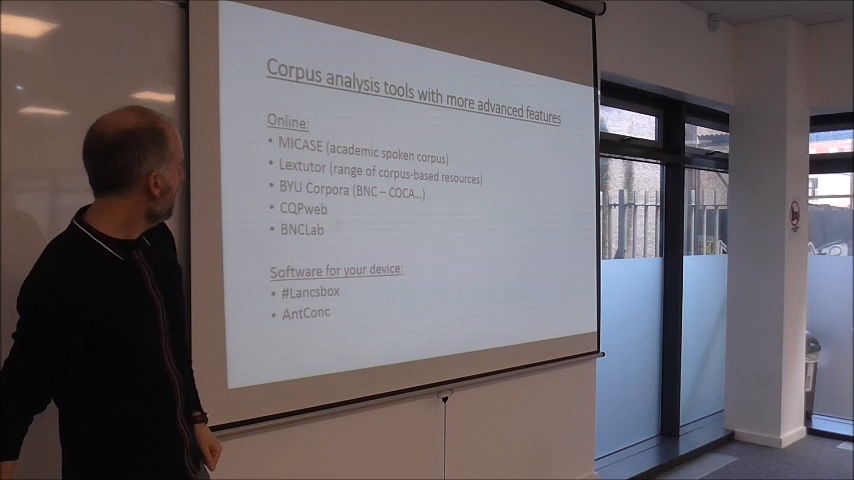 Corpus analysis tools with more advanced features
Online:
• MICASE (academic spoken corpus)
• Lextutor (range of corpus-based resources)
• BYU Corpora (BNC – COCA...)
• CQPweb
• BNCLab
Software for your device:
• #Lancsbox
• AntConc